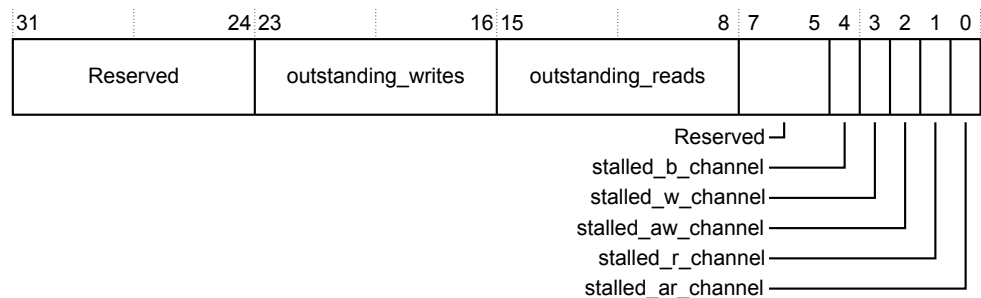 31 24 23 16 15 8 7 5 4 3 2 1 0
Reserved outstanding_writes outstanding_reads
Reserved
stalled_b_channel
stalled_w_channel
stalled_aw_channel
stalled_r_channel
stalled_ar_channel